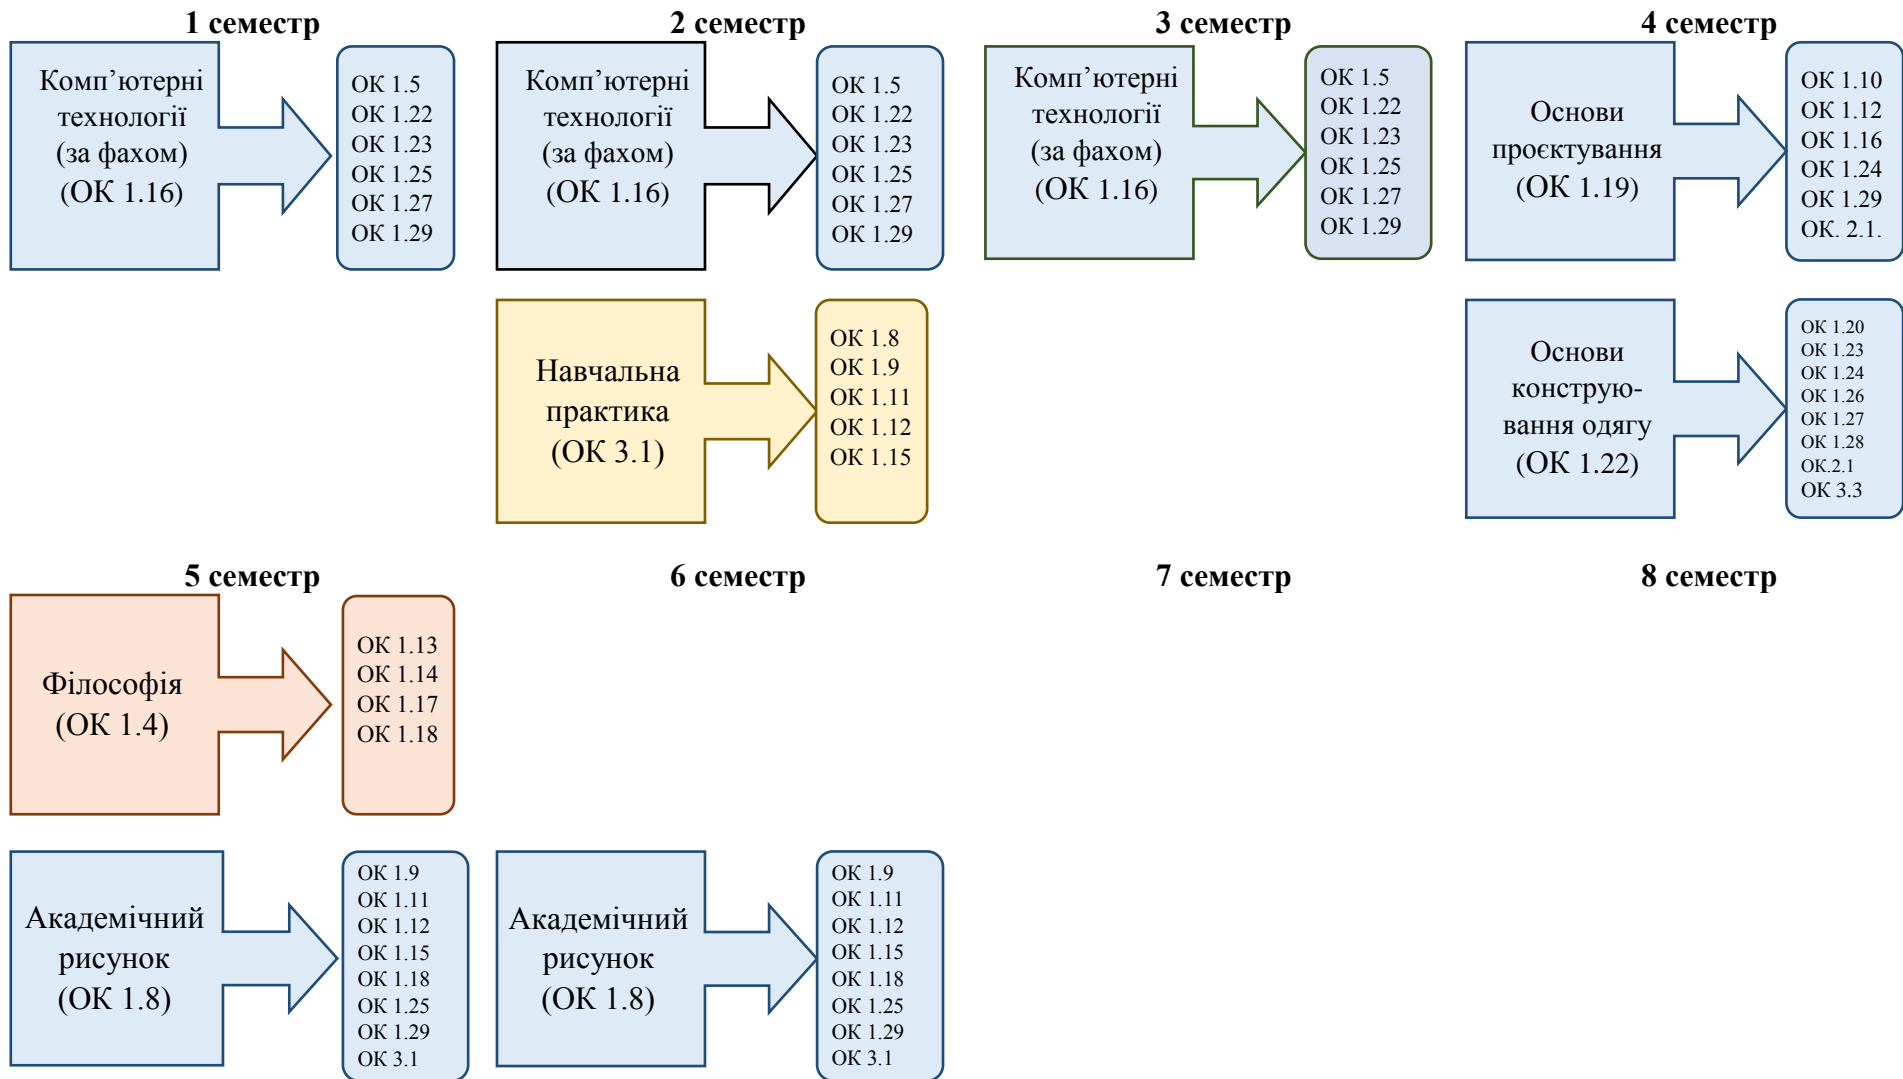 1 семестр
2 семестр
3 семестр
4 семестр
Комп’ютерні
технології
(за фахом)
(ОК 1.16)
ОК 1.5
ОК 1.22
ОК 1.23
ОК 1.25
ОК 1.27
ОК 1.29
Комп’ютерні
технології
(за фахом)
(ОК 1.16)
ОК 1.5
ОК 1.22
ОК 1.23
ОК 1.25
ОК 1.27
ОК 1.29
Комп’ютерні
технології
(за фахом)
(ОК 1.16)
ОК 1.5
ОК 1.22
ОК 1.23
ОК 1.25
ОК 1.27
ОК 1.29
Основи
проєктування
(ОК 1.19)
ОК 1.10
ОК 1.12
ОК 1.16
ОК 1.24
ОК 1.29
ОК. 2.1.
Навчальна
практика
(ОК 3.1)
ОК 1.8
ОК 1.9
ОК 1.11
ОК 1.12
ОК 1.15
Основи
конструю-
вання одягу
(ОК 1.22)
ОК 1.20
ОК 1.23
ОК 1.24
ОК 1.26
ОК 1.27
ОК 1.28
ОК.2.1
ОК 3.3
5 семестр
6 семестр
7 семестр
8 семестр
Філософія
(ОК 1.4)
ОК 1.13
ОК 1.14
ОК 1.17
ОК 1.18
Академічний
рисунок
(ОК 1.8)
ОК 1.9
ОК 1.11
ОК 1.12
ОК 1.15
ОК 1.18
ОК 1.25
ОК 1.29
ОК 3.1
Академічний
рисунок
(ОК 1.8)
ОК 1.9
ОК 1.11
ОК 1.12
ОК 1.15
ОК 1.18
ОК 1.25
ОК 1.29
ОК 3.1